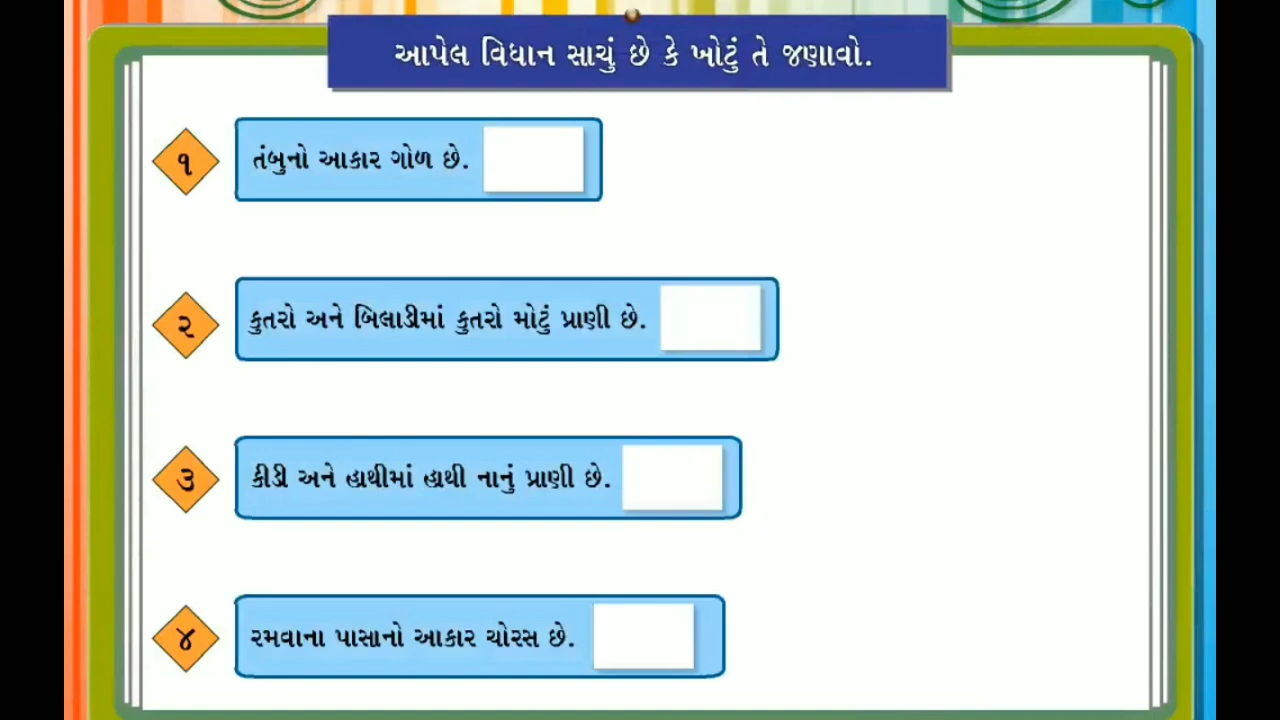 આપેલ વિધાન સાચું છે કે ખોટું તે જણાવો.
૧ તંબુનો આકાર ગોળ છે.
૨ કુતરો અને બિલાડીમાં કુતરો મોટું પ્રાણી છે.
૩ કીડી અને હાથીમાં હાથી નાનું પ્રાણી છે.
૪ રમવાના પાસાનો આકાર ચોરસ છે.